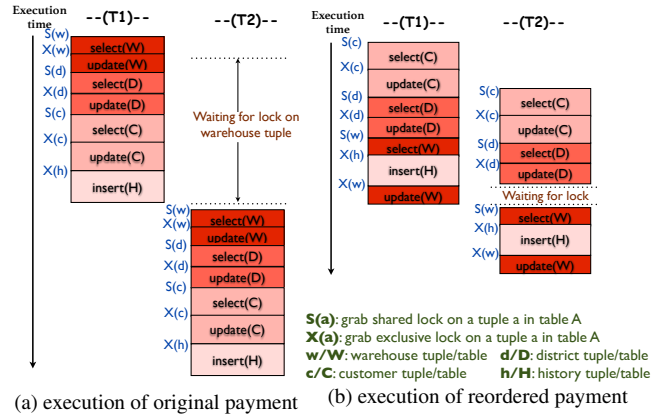 Execution
time
--(T1)--
--(T2)--
S(w)
X(w)
S(d)
X(d)
S(c)
X(c)
X(h)
select(W)
update(W)
select(D)
update(D)
select(C)
update(C)
insert(H)
Waiting for lock on
warehouse tuple
S(w)
X(w)
S(d)
X(d)
S(c)
X(c)
X(h)
select(W)
update(W)
select(D)
update(D)
select(C)
update(C)
insert(H)
(a) execution of original payment
Execution
time
--(T1)--
--(T2)--
S(c)
X(c)
S(d)
X(d)
S(w)
X(h)
X(w)
select(C)
update(C)
select(D)
update(D)
select(W)
insert(H)
update(W)
S(c)
X(c)
S(d)
X(d)
select(C)
update(C)
select(D)
update(D)
Waiting for lock
S(w)
X(h)
X(w)
select(W)
insert(H)
update(W)
S(a): grab shared lock on a tuple a in table A
X(a): grab exclusive lock on a tuple a in table A
w/W: warehouse tuple/table d/D: district tuple/table
c/C: customer tuple/table h/H: history tuple/table
(b) execution of reordered payment